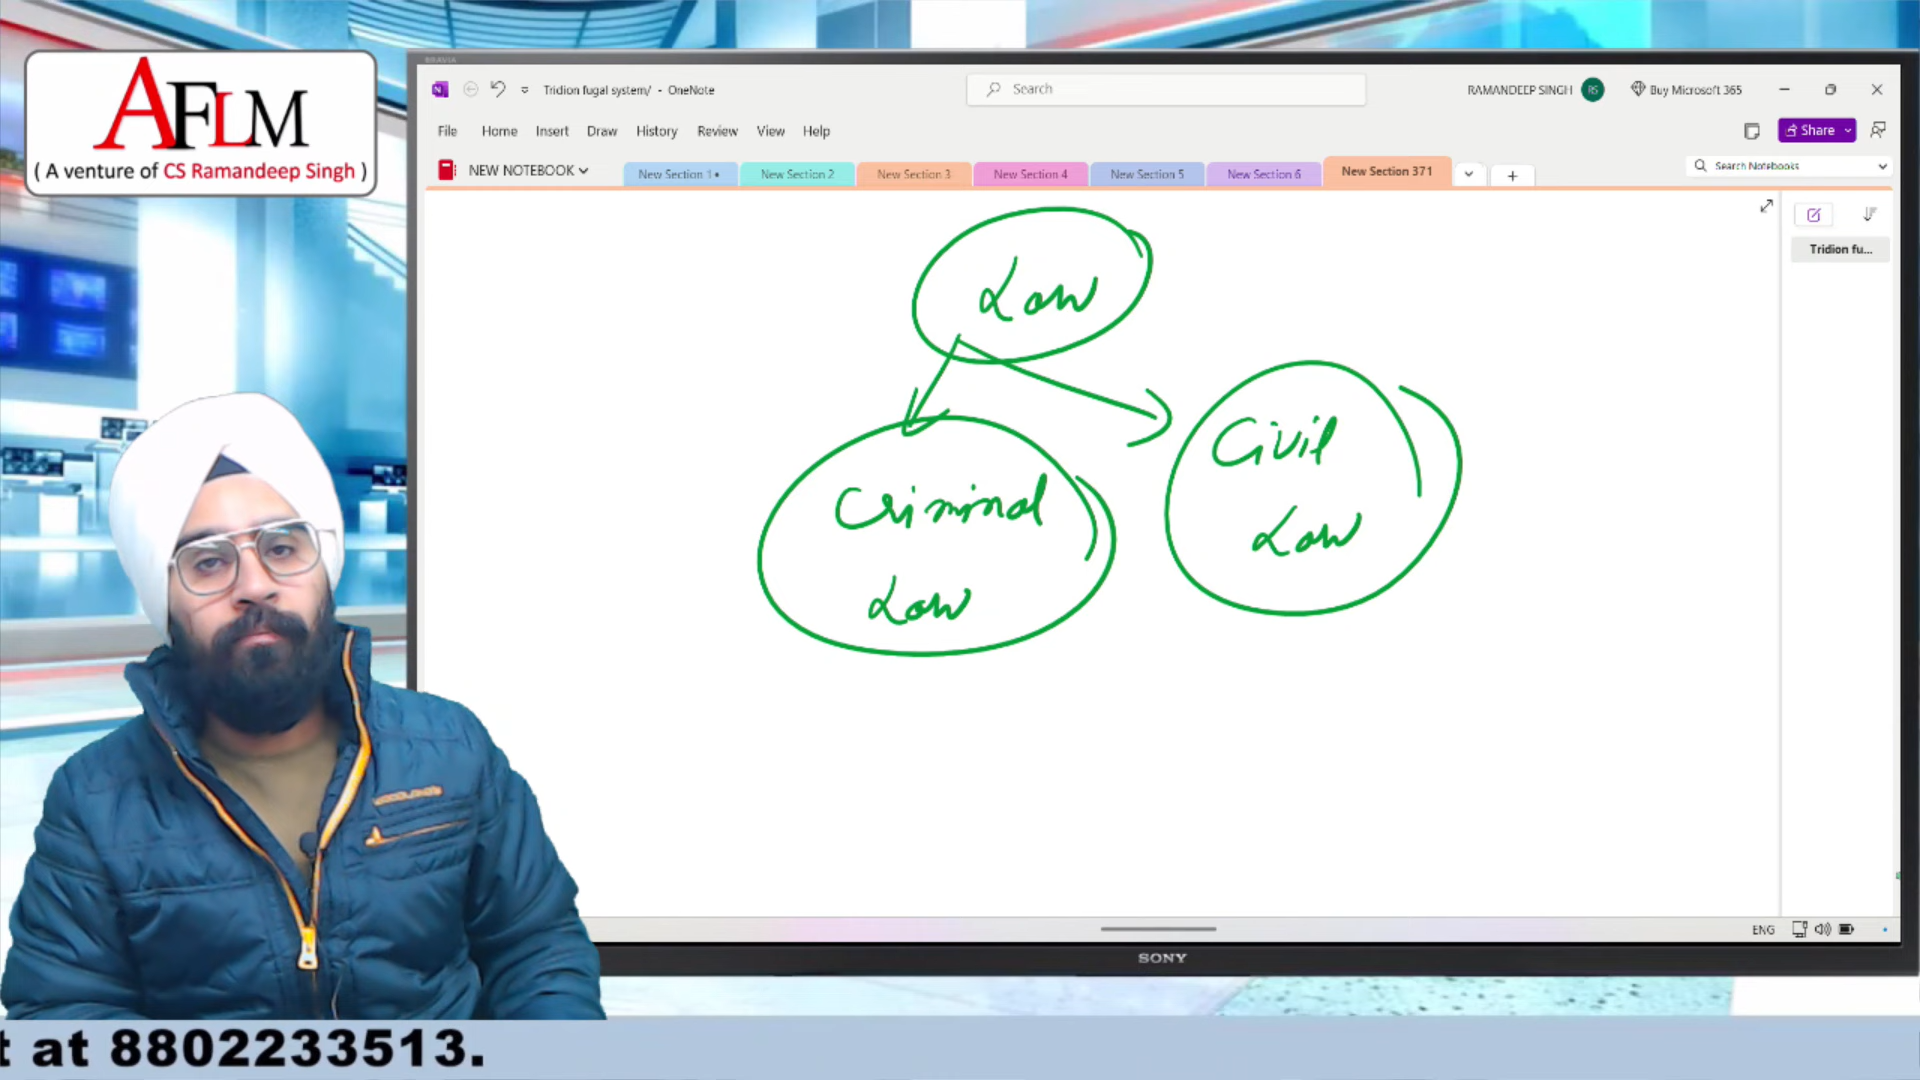 BRAVIA
AFLM
( A venture of CS Ramandeep Singh )
Tridion fugal system/ - OneNote
Search
RAMANDEEP SINGH RS
Buy Microsoft 365
File Home Insert Draw History Review View Help
Share
NEW NOTEBOOK
New Section 1
New Section 2
New Section 3
New Section 4
New Section 5
New Section 6
New Section 371
+
Search Notebooks
Tridion fu...
Law
Criminal
Law
Civil
Law
ENG
SONY
t at 8802233513.